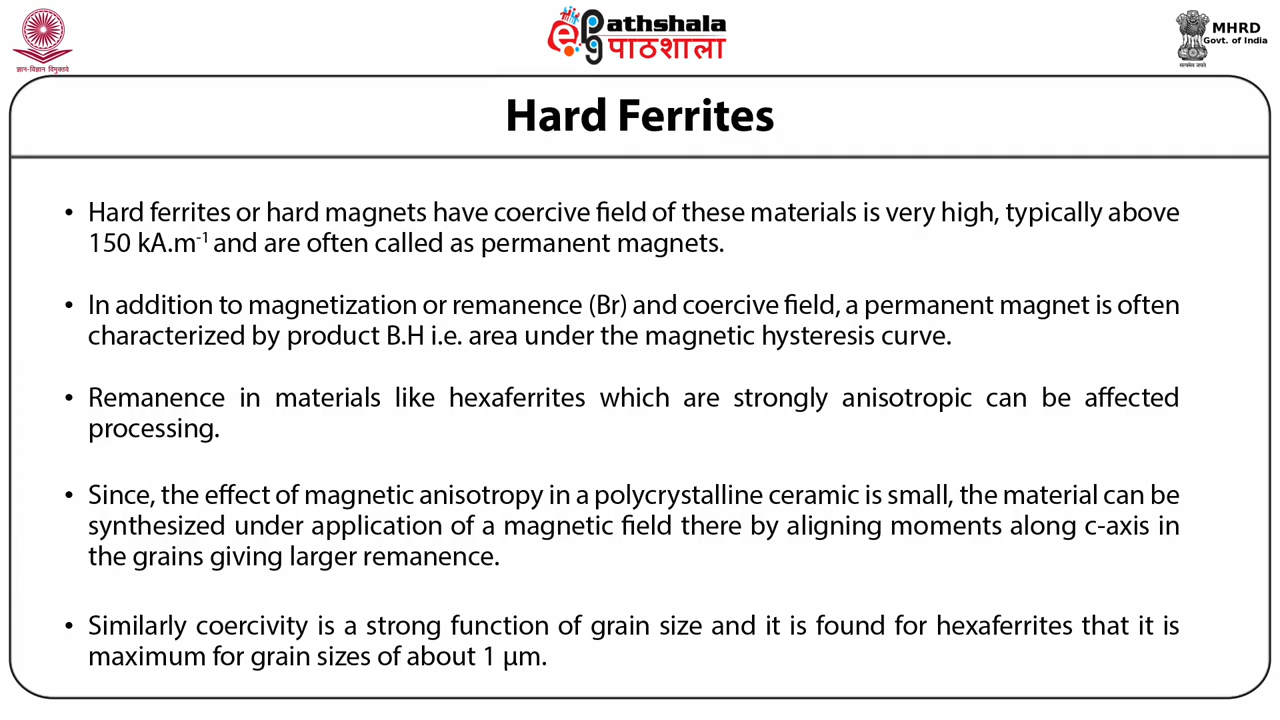 ज्ञान-विज्ञान विमुक्तये
ePathshala
पाठशाला
सत्यमेव जयते
MHRD
Govt. of India
Hard Ferrites
• Hard ferrites or hard magnets have coercive field of these materials is very high, typically above
150 kA.m⁻¹ and are often called as permanent magnets.
• In addition to magnetization or remanence (Br) and coercive field, a permanent magnet is often
characterized by product B.H i.e. area under the magnetic hysteresis curve.
• Remanence in materials like hexaferrites which are strongly anisotropic can be affected
processing.
• Since, the effect of magnetic anisotropy in a polycrystalline ceramic is small, the material can be
synthesized under application of a magnetic field there by aligning moments along c-axis in
the grains giving larger remanence.
• Similarly coercivity is a strong function of grain size and it is found for hexaferrites that it is
maximum for grain sizes of about 1 µm.